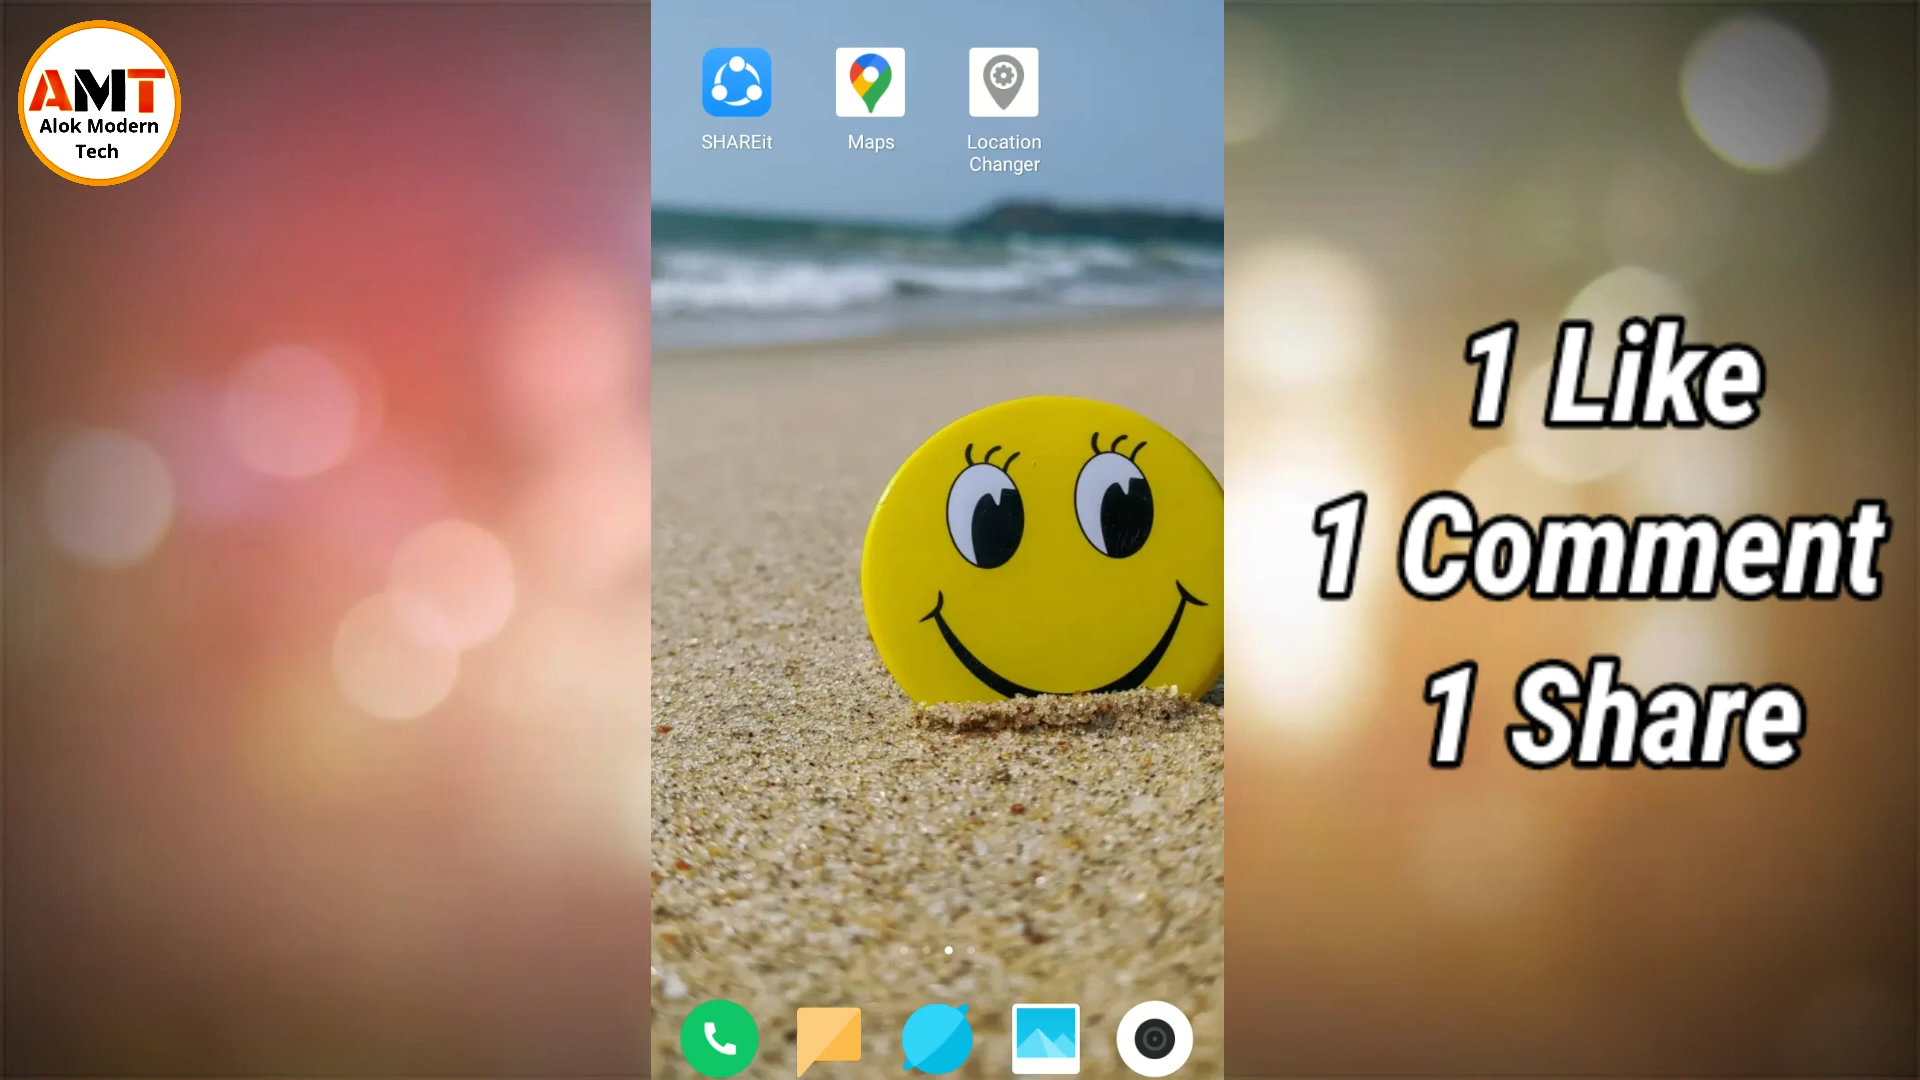 AMT
Alok Modern
Tech
SHAREit
Maps
Location
Changer
1 Like
1 Comment
1 Share